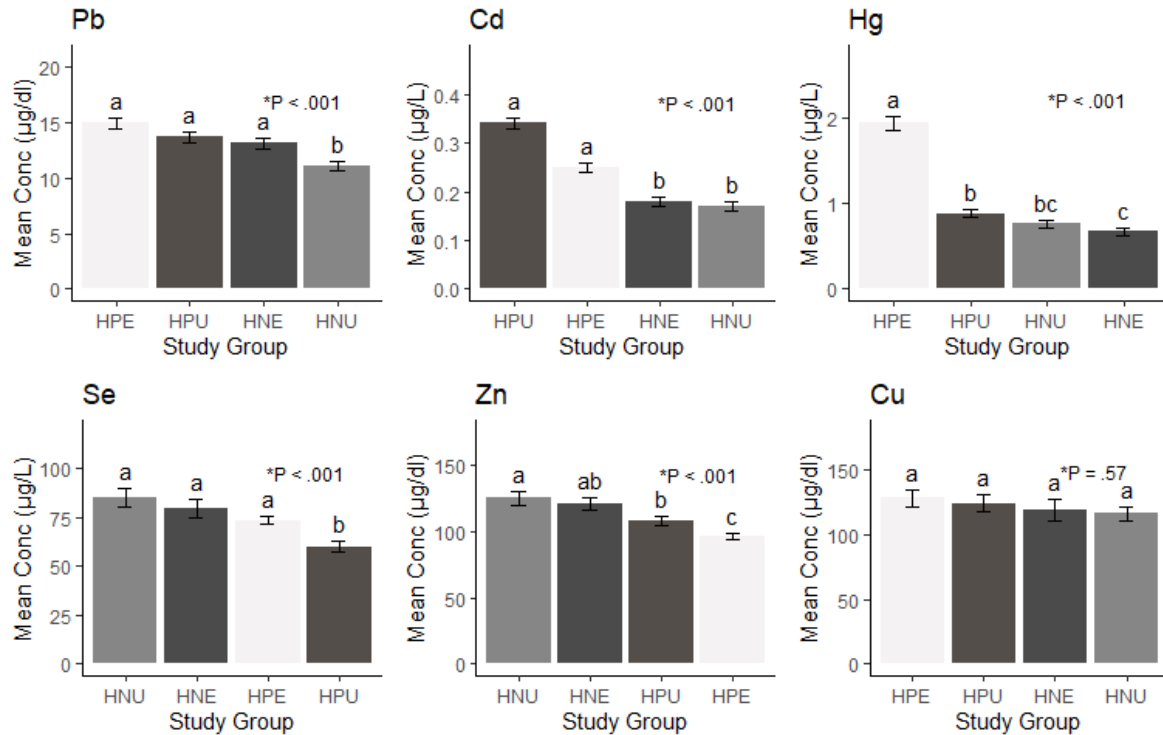 Pb
Mean Conc (µg/dl)
20
15
10
5
0
a
a
a
b
*P < .001
HPE HPU HNE HNU
Study Group
Cd
Mean Conc (µg/L)
0.4
0.3
0.2
0.1
0.0
a
a
b
b
*P < .001
HPU HPE HNE HNU
Study Group
Hg
Mean Conc (µg/L)
2
1
0
a
b
bc
c
*P < .001
HPE HPU HNU HNE
Study Group
Se
Mean Conc (µg/L)
100
75
50
25
0
a
a
a
b
*P < .001
HNU HNE HPE HPU
Study Group
Zn
Mean Conc (µg/dl)
150
100
50
0
a
ab
b
c
*P < .001
HNU HNE HPU HPE
Study Group
Cu
Mean Conc (µg/dl)
150
100
50
0
a
a
a
a
*P = .57
HPE HPU HNE HNU
Study Group